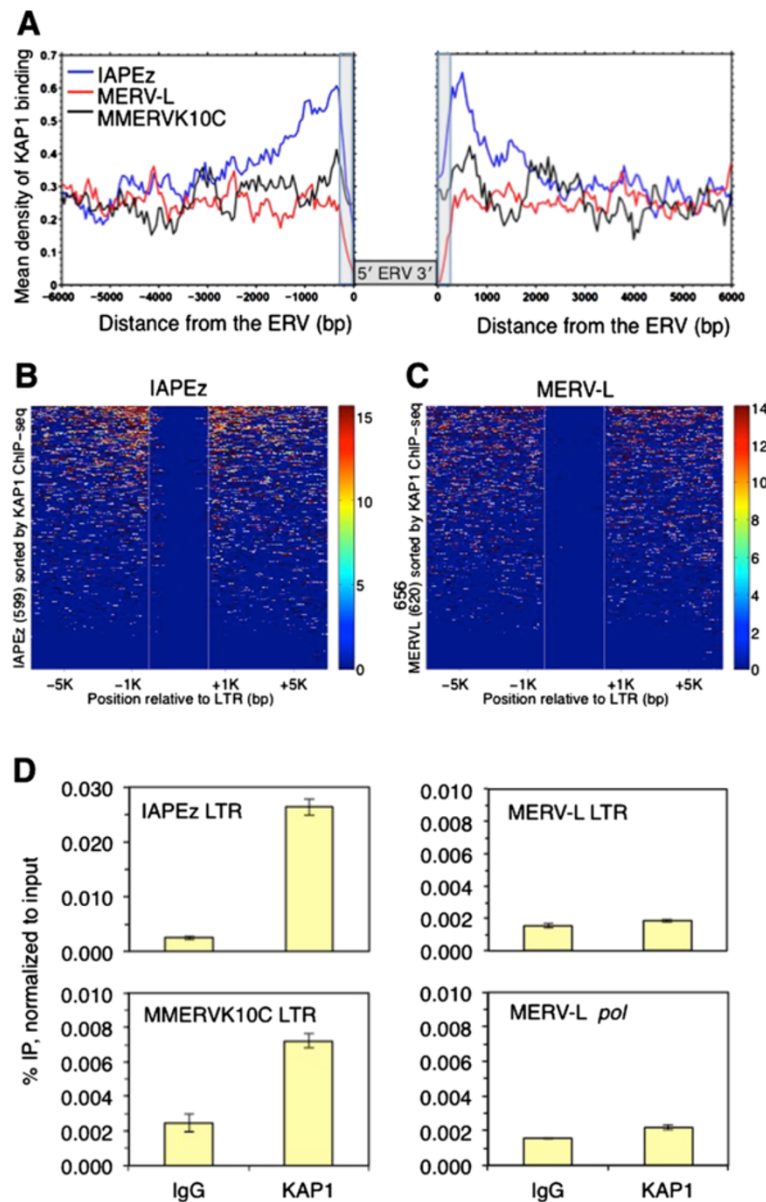 A
Mean density of KAP1 binding
0.7
0.6
0.5
0.4
0.3
0.2
0.1
0
IAPEz
MERV-L
MMERVK10C
-6000 -5000 -4000 -3000 -2000 -1000 0
5′ ERV 3′
0 1000 2000 3000 4000 5000 6000
Distance from the ERV (bp)
Distance from the ERV (bp)
B
IAPEz
IAPEz (599) sorted by KAP1 ChIP-seq
15
10
5
0
−5K −1K +1K +5K
Position relative to LTR (bp)
C
MERV-L
656
MERVL (620) sorted by KAP1 ChIP-seq
14
12
10
8
6
4
2
0
−5K −1K +1K +5K
Position relative to LTR (bp)
D
% IP, normalized to input
0.030
0.020
0.010
0.000
IAPEz LTR
0.010
0.008
0.006
0.004
0.002
0.000
MERV-L LTR
0.010
0.008
0.006
0.004
0.002
0.000
MMERVK10C LTR
IgG KAP1
0.010
0.008
0.006
0.004
0.002
0.000
MERV-L pol
IgG KAP1